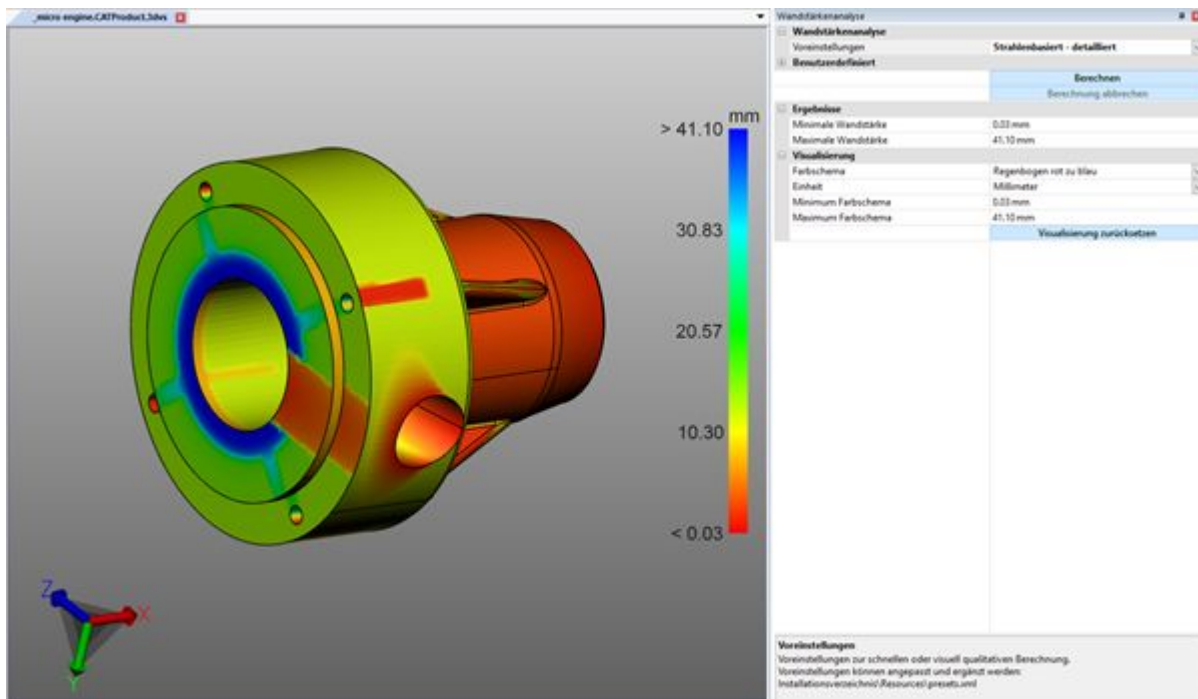 _micro engine.CATProduct.3dvs
mm
> 41.10
30.83
20.57
10.30
< 0.03
Z
X
Y
Wandstärkenanalyse
Wandstärkenanalyse
Voreinstellungen Strahlenbasiert - detailliert
Benutzerdefiniert
Berechnen
Berechnung abbrechen
Ergebnisse
Minimale Wandstärke 0.03 mm
Maximale Wandstärke 41.10 mm
Visualisierung
Farbschema Regenbogen rot zu blau
Einheit Millimeter
Minimum Farbschema 0.03 mm
Maximum Farbschema 41.10 mm
Visualisierung zurücksetzen
Voreinstellungen
Voreinstellungen zur schnellen oder visuell qualitativen Berechnung.
Voreinstellungen können angepasst und ergänzt werden:
Installationsverzeichnis\Resources\presets.xml